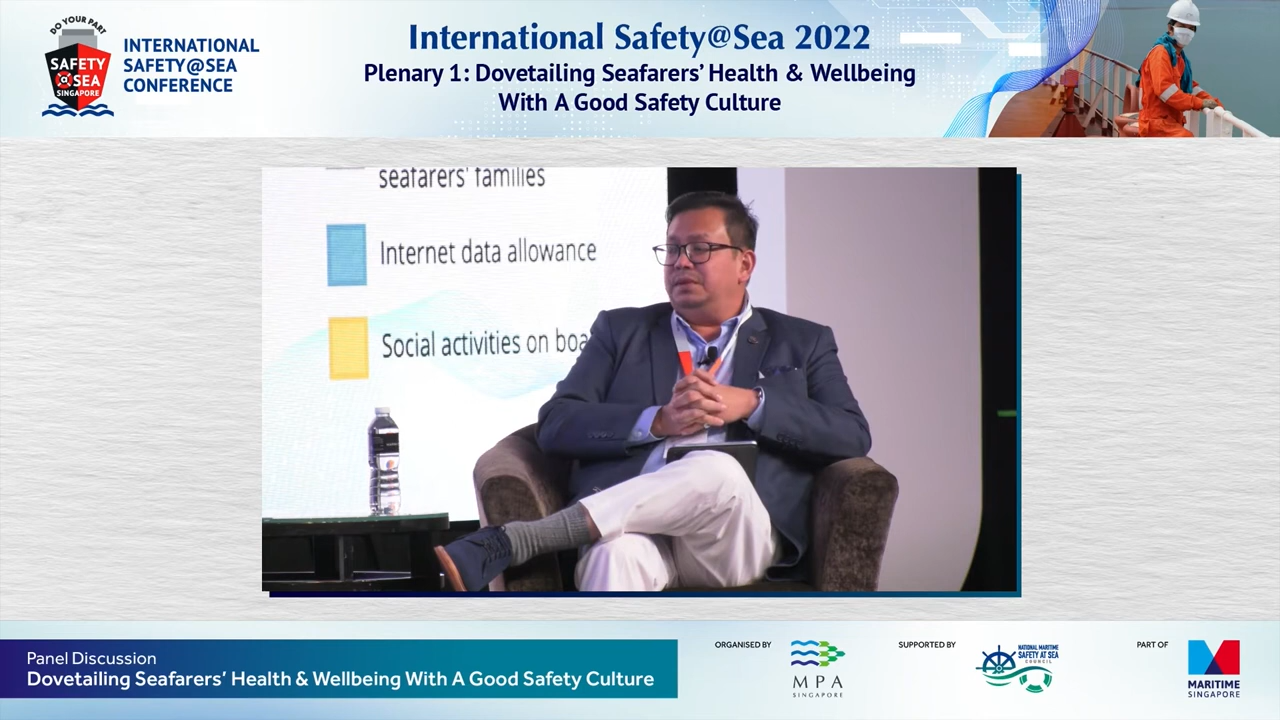 DO YOUR PART
SAFETY
@SEA
SINGAPORE
INTERNATIONAL
SAFETY@SEA
CONFERENCE
International Safety@Sea 2022
Plenary 1: Dovetailing Seafarers' Health & Wellbeing
With A Good Safety Culture
seafarers' families
Internet data allowance
Social activities on boa
Panel Discussion
Dovetailing Seafarers' Health & Wellbeing With A Good Safety Culture
ORGANISED BY
MPA
SINGAPORE
SUPPORTED BY
NATIONAL MARITIME
SAFETY AT SEA
COUNCIL
PART OF
MARITIME
SINGAPORE